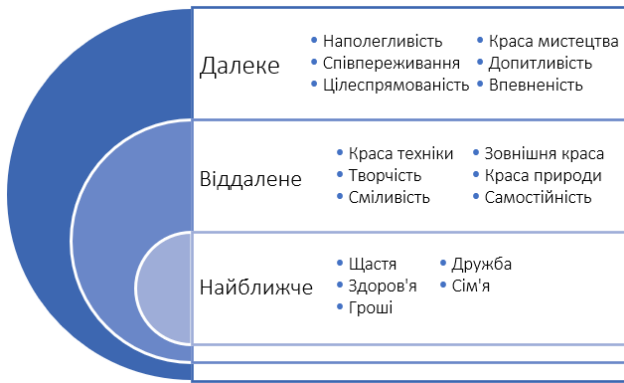 Далеке
• Наполегливість
• Співпереживання
• Цілеспрямованість
• Краса мистецтва
• Допитливість
• Впевненість
Віддалене
• Краса техніки
• Творчість
• Сміливість
• Зовнішня краса
• Краса природи
• Самостійність
Найближче
• Щастя
• Здоров'я
• Гроші
• Дружба
• Сім'я